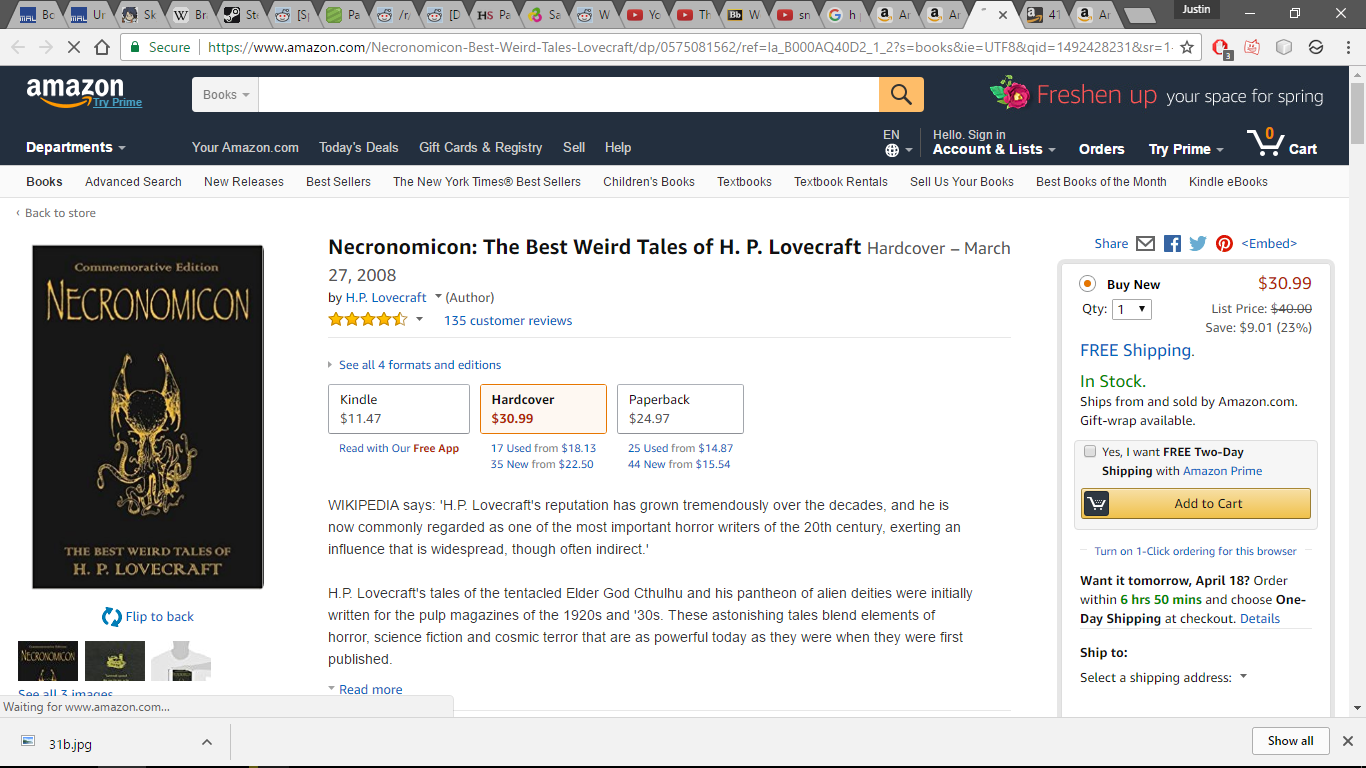 Bc
Ur
Sk
Br
St
[S
Pa
/r/
[D
Pa
Sa
W
Yo
Th
W
sn
h
Ar
Ar
41
Ar
Justin
Secure
https://www.amazon.com/Necronomicon-Best-Weird-Tales-Lovecraft/dp/0575081562/ref=la_B000AQ40D2_1_2?s=books&ie=UTF8&qid=1492428231&sr=1-
3
amazon
Try Prime
Books
Freshen up your space for spring
Departments
Your Amazon.com Today's Deals Gift Cards & Registry Sell Help
EN
Hello. Sign in
Account & Lists
Orders
Try Prime
0
Cart
Books Advanced Search New Releases Best Sellers The New York Times® Best Sellers Children's Books Textbooks Textbook Rentals Sell Us Your Books Best Books of the Month Kindle eBooks
‹ Back to store
Commemorative Edition
NECRONOMICON
THE BEST WEIRD TALES OF
H. P. LOVECRAFT
Flip to back
NECRONOMICON
See all 3 images
Necronomicon: The Best Weird Tales of H. P. Lovecraft Hardcover – March
27, 2008
by H.P. Lovecraft (Author)
135 customer reviews
See all 4 formats and editions
Kindle
$11.47
Read with Our Free App
Hardcover
$30.99
17 Used from $18.13
35 New from $22.50
Paperback
$24.97
25 Used from $14.87
44 New from $15.54
WIKIPEDIA says: 'H.P. Lovecraft's reputation has grown tremendously over the decades, and he is
now commonly regarded as one of the most important horror writers of the 20th century, exerting an
influence that is widespread, though often indirect.'
H.P. Lovecraft's tales of the tentacled Elder God Cthulhu and his pantheon of alien deities were initially
written for the pulp magazines of the 1920s and '30s. These astonishing tales blend elements of
horror, science fiction and cosmic terror that are as powerful today as they were when they were first
published.
Read more
Share <Embed>
Buy New $30.99
Qty: 1 List Price: $40.00
Save: $9.01 (23%)
FREE Shipping.
In Stock.
Ships from and sold by Amazon.com.
Gift-wrap available.
Yes, I want FREE Two-Day
Shipping with Amazon Prime
Add to Cart
Turn on 1-Click ordering for this browser
Want it tomorrow, April 18? Order
within 6 hrs 50 mins and choose One-
Day Shipping at checkout. Details
Ship to:
Select a shipping address:
Waiting for www.amazon.com...
31b.jpg
Show all